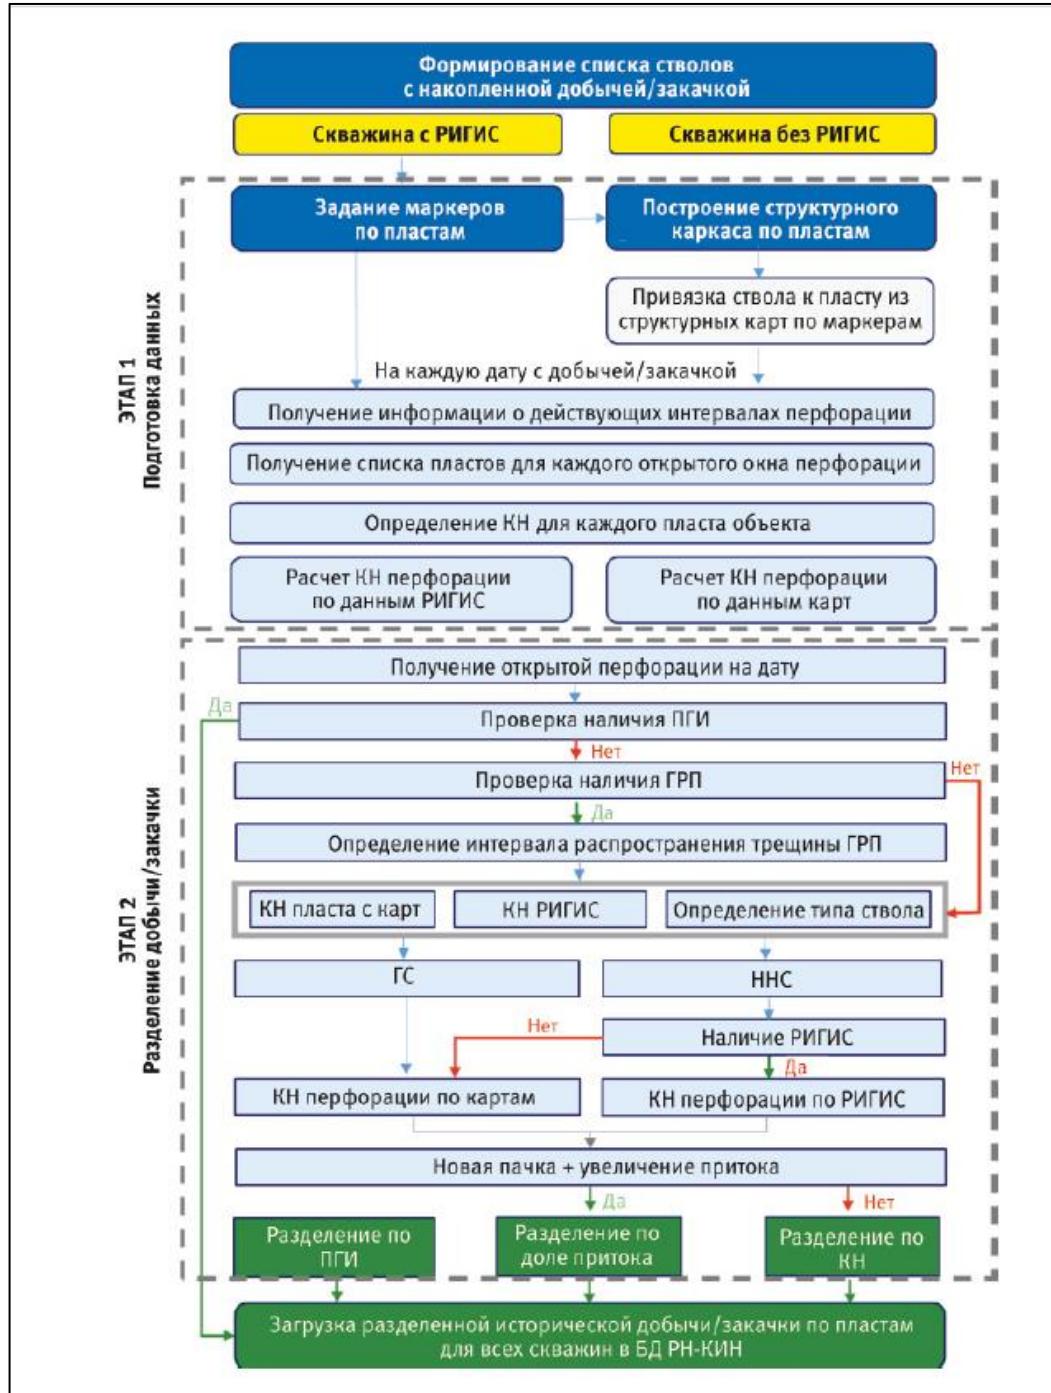 Формирование списка стволов
с накопленной добычей/закачкой
Скважина с РИГИС
Скважина без РИГИС
ЭТАП 1
Подготовка данных
Задание маркеров
по пластам
Построение структурного
каркаса по пластам
Привязка ствола к пласту из
структурных карт по маркерам
На каждую дату с добычей/закачкой
Получение информации о действующих интервалах перфорации
Получение списка пластов для каждого открытого окна перфорации
Определение КН для каждого пласта объекта
Расчет КН перфорации
по данным РИГИС
Расчет КН перфорации
по данным карт
ЭТАП 2
Разделение добычи/закачки
Получение открытой перфорации на дату
Да
Проверка наличия ПГИ
Нет
Проверка наличия ГРП
Нет
Да
Определение интервала распространения трещины ГРП
КН пласта с карт
КН РИГИС
Определение типа ствола
ГС
ННС
Нет
Наличие РИГИС
Да
КН перфорации по картам
КН перфорации по РИГИС
Новая пачка + увеличение притока
Да
Нет
Разделение по
ПГИ
Разделение по
доле притока
Разделение по
КН
Загрузка разделенной исторической добычи/закачки по пластам
для всех скважин в БД РН-КИН